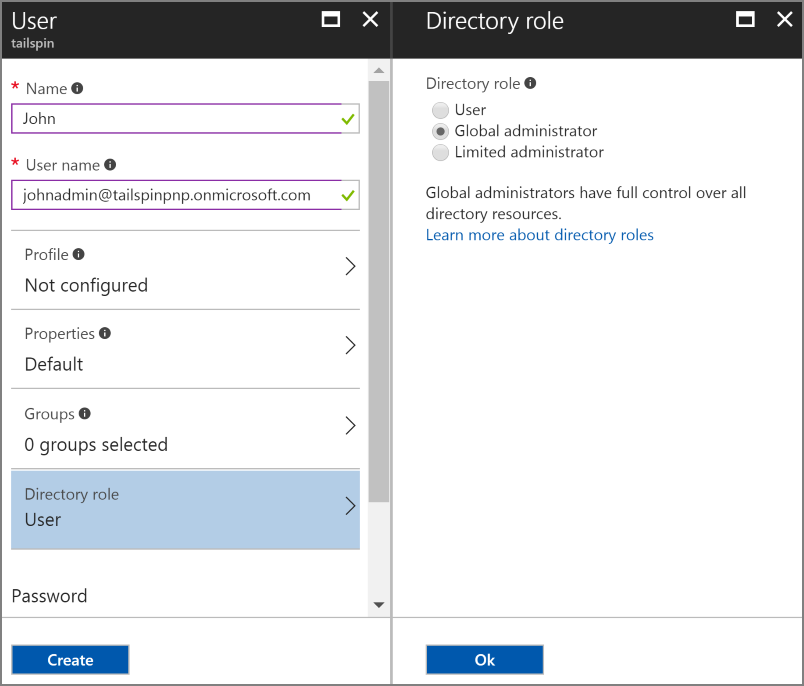 User
tailspin
* Name
John
* User name
johnadmin@tailspinpnp.onmicrosoft.com
Profile
Not configured
Properties
Default
Groups
0 groups selected
Directory role
User
Password
Create
Directory role
Directory role
User
Global administrator
Limited administrator
Global administrators have full control over all
directory resources.
Learn more about directory roles
Ok